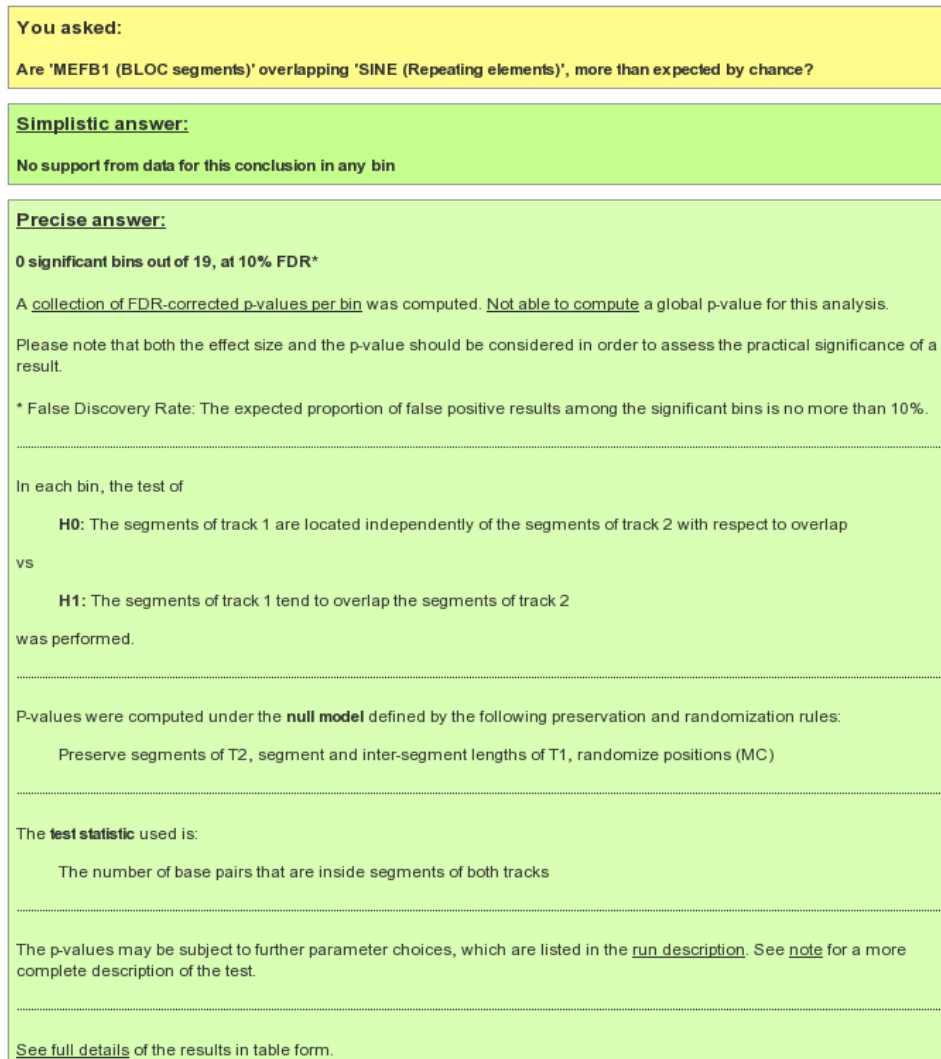 You asked:
Are 'MEFB1 (BLOC segments)' overlapping 'SINE (Repeating elements)', more than expected by chance?
Simplistic answer:
No support from data for this conclusion in any bin
Precise answer:
0 significant bins out of 19, at 10% FDR*
A collection of FDR-corrected p-values per bin was computed. Not able to compute a global p-value for this analysis.
Please note that both the effect size and the p-value should be considered in order to assess the practical significance of a
result.
* False Discovery Rate: The expected proportion of false positive results among the significant bins is no more than 10%.
In each bin, the test of
H0: The segments of track 1 are located independently of the segments of track 2 with respect to overlap
vs
H1: The segments of track 1 tend to overlap the segments of track 2
was performed.
P-values were computed under the null model defined by the following preservation and randomization rules:
Preserve segments of T2, segment and inter-segment lengths of T1, randomize positions (MC)
The test statistic used is:
The number of base pairs that are inside segments of both tracks
The p-values may be subject to further parameter choices, which are listed in the run description. See note for a more
complete description of the test.
See full details of the results in table form.